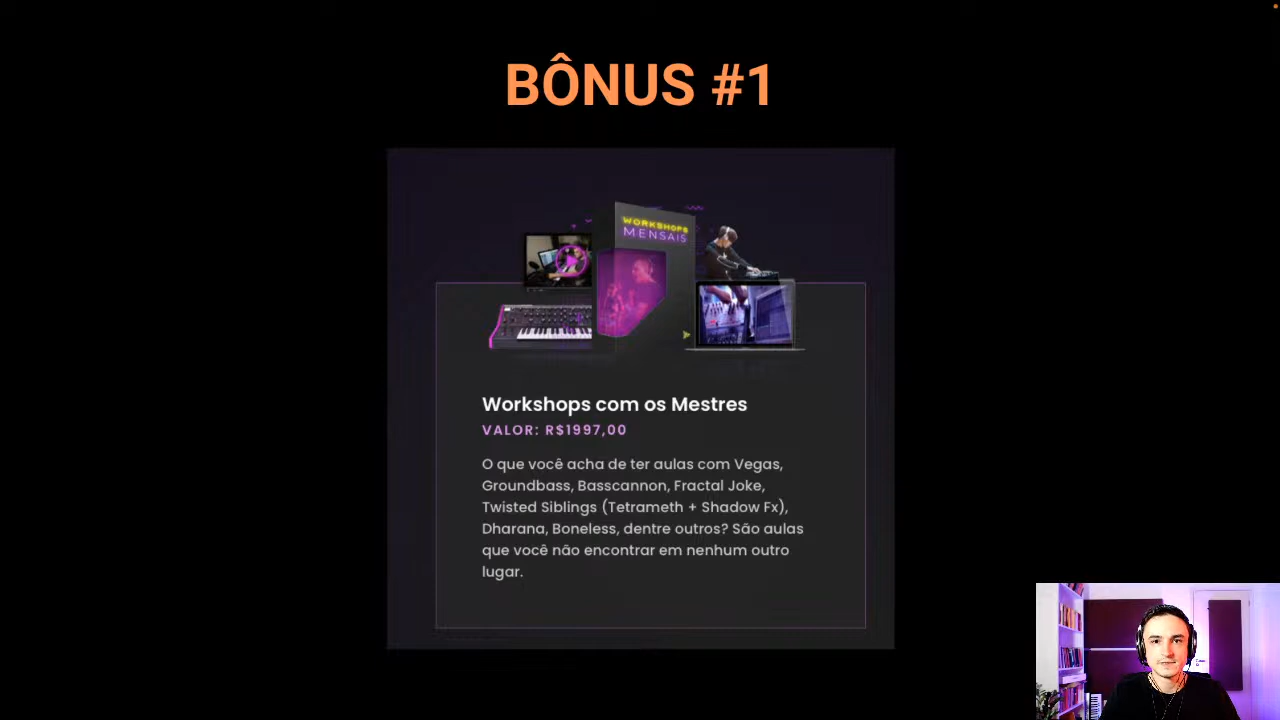 BÔNUS #1
WORKSHOPS
MENSAIS
Workshops com os Mestres
VALOR: R$1997,00
O que você acha de ter aulas com Vegas,
Groundbass, Basscannon, Fractal Joke,
Twisted Siblings (Tetrameth + Shadow Fx),
Dharana, Boneless, dentre outros? São aulas
que você não encontrar em nenhum outro
lugar.